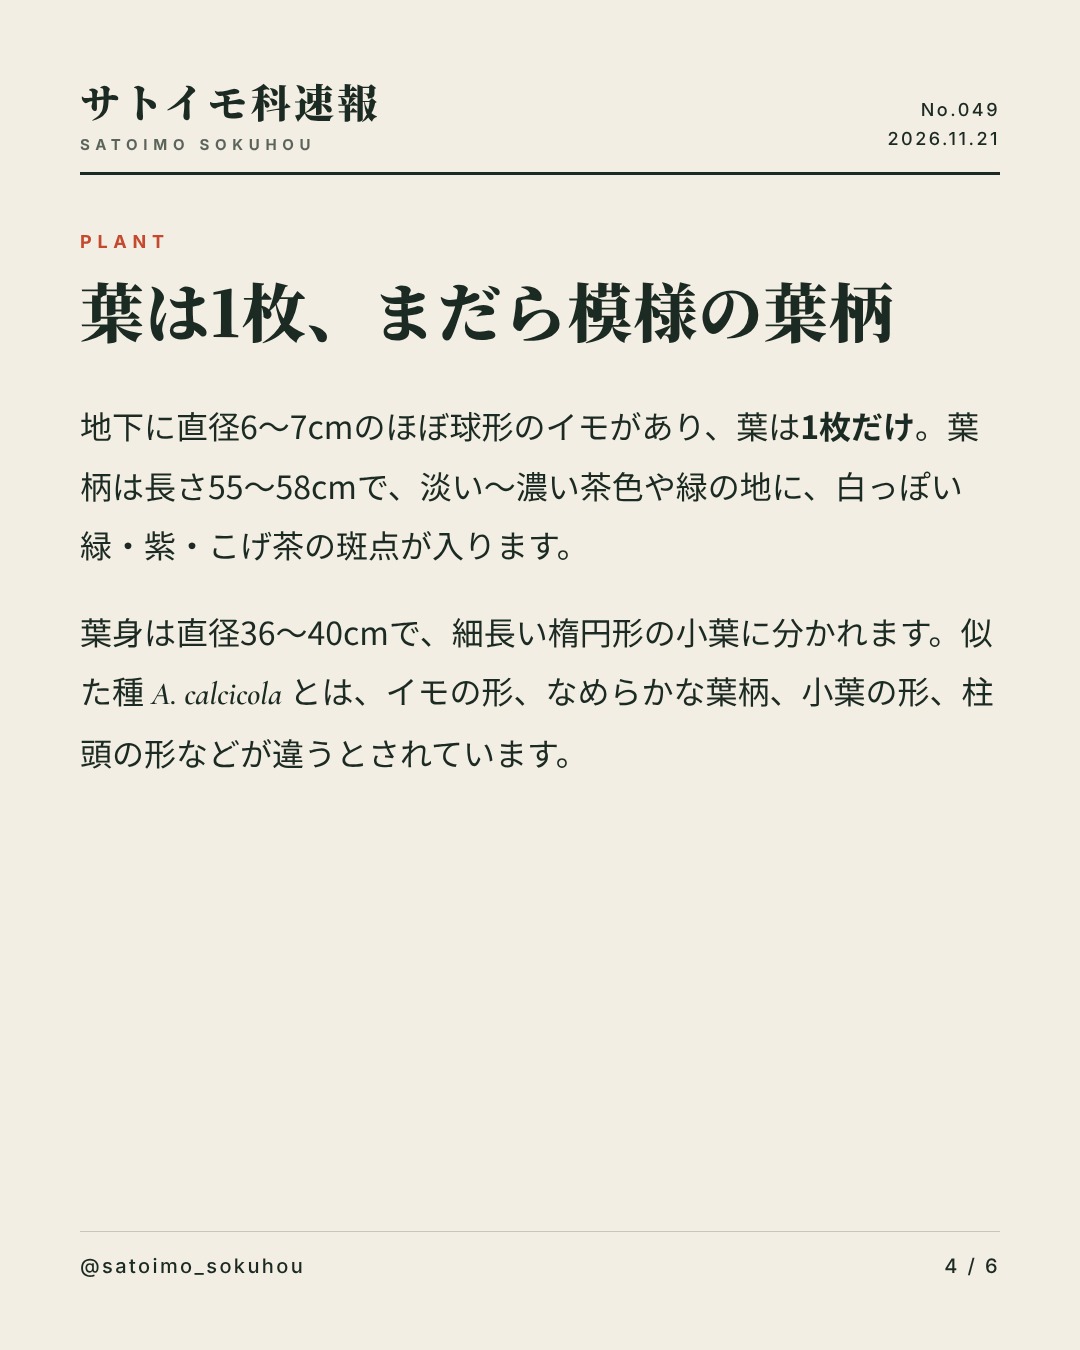 サトイモ科速報
SATOIMO SOKUHOU
No.049
2026.11.21
PLANT
葉は1枚、まだら模様の葉柄
地下に直径6〜7cmのほぼ球形のイモがあり、葉は1枚だけ。葉
柄は長さ55〜58cmで、淡い〜濃い茶色や緑の地に、白っぽい
緑・紫・こげ茶の斑点が入ります。
葉身は直径36〜40cmで、細長い楕円形の小葉に分かれます。似
た種 A. calcicola とは、イモの形、なめらかな葉柄、小葉の形、柱
頭の形などが違うとされています。
@satoimo_sokuhou
4 / 6